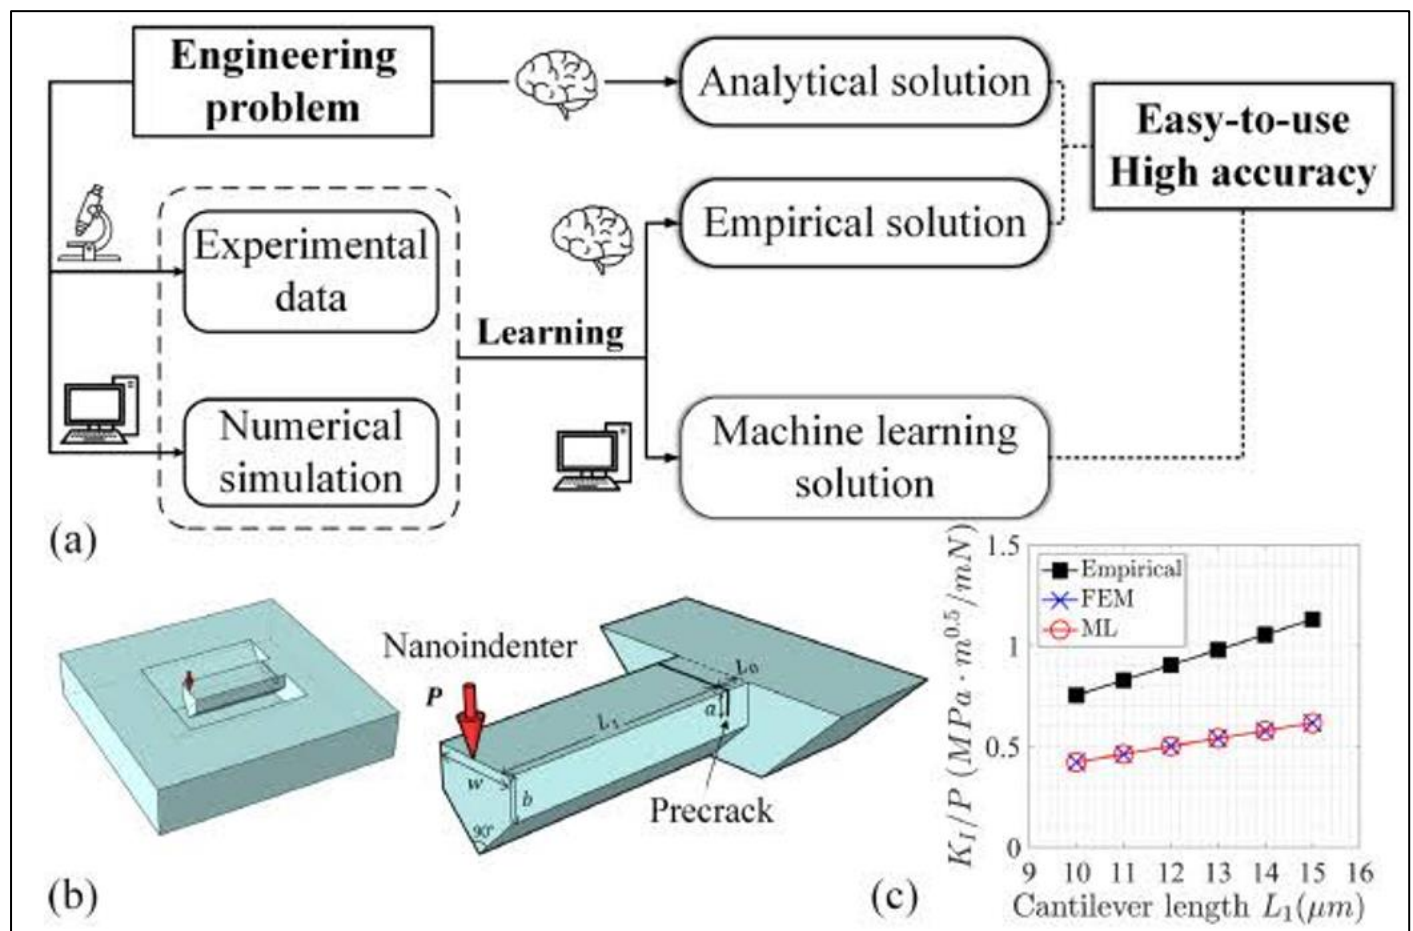 Engineering
problem
Analytical solution
Easy-to-use
High accuracy
Experimental
data
Empirical solution
Learning
Numerical
simulation
Machine learning
solution
(a)
Nanoindenter
P
L₀
L₁
a
w
b
90°
Precrack
(b)
(c)
K_I/P (MPa · m^0.5/mN)
1.5
1
0.5
0
Empirical
FEM
ML
9 10 11 12 13 14 15 16
Cantilever length L₁(μm)